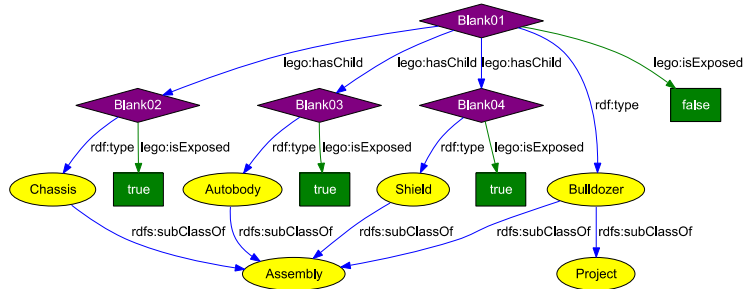 Blank01
lego:hasChild lego:hasChild lego:hasChild lego:isExposed
Blank02 Blank03 Blank04 rdf:type false
rdf:type lego:isExposed rdf:type lego:isExposed rdf:type lego:isExposed
Chassis true Autobody true Shield true Bulldozer
rdfs:subClassOf rdfs:subClassOf rdfs:subClassOf rdfs:subClassOf rdfs:subClassOf
Assembly Project